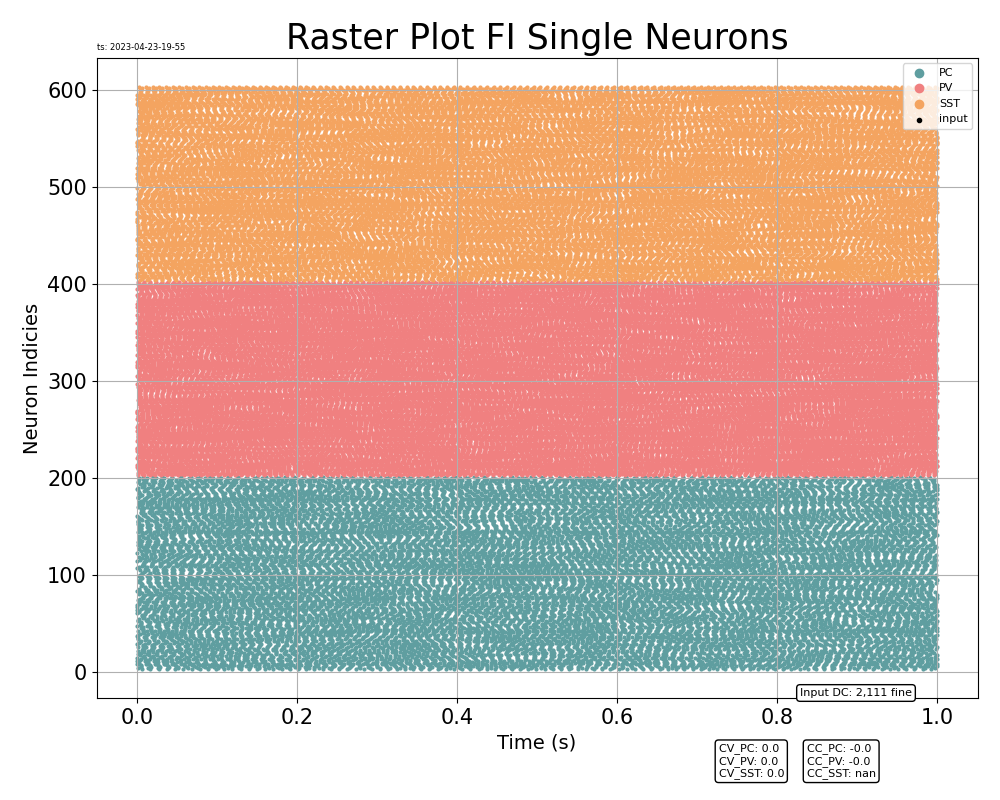 Raster Plot FI Single Neurons
ts: 2023-04-23-19-55
PC
PV
SST
input
600
500
400
300
200
100
0
Neuron Indicies
0.0 0.2 0.4 0.6 0.8 1.0
Time (s)
Input DC: 2,111 fine
CV_PC: 0.0
CV_PV: 0.0
CV_SST: 0.0
CC_PC: -0.0
CC_PV: -0.0
CC_SST: nan